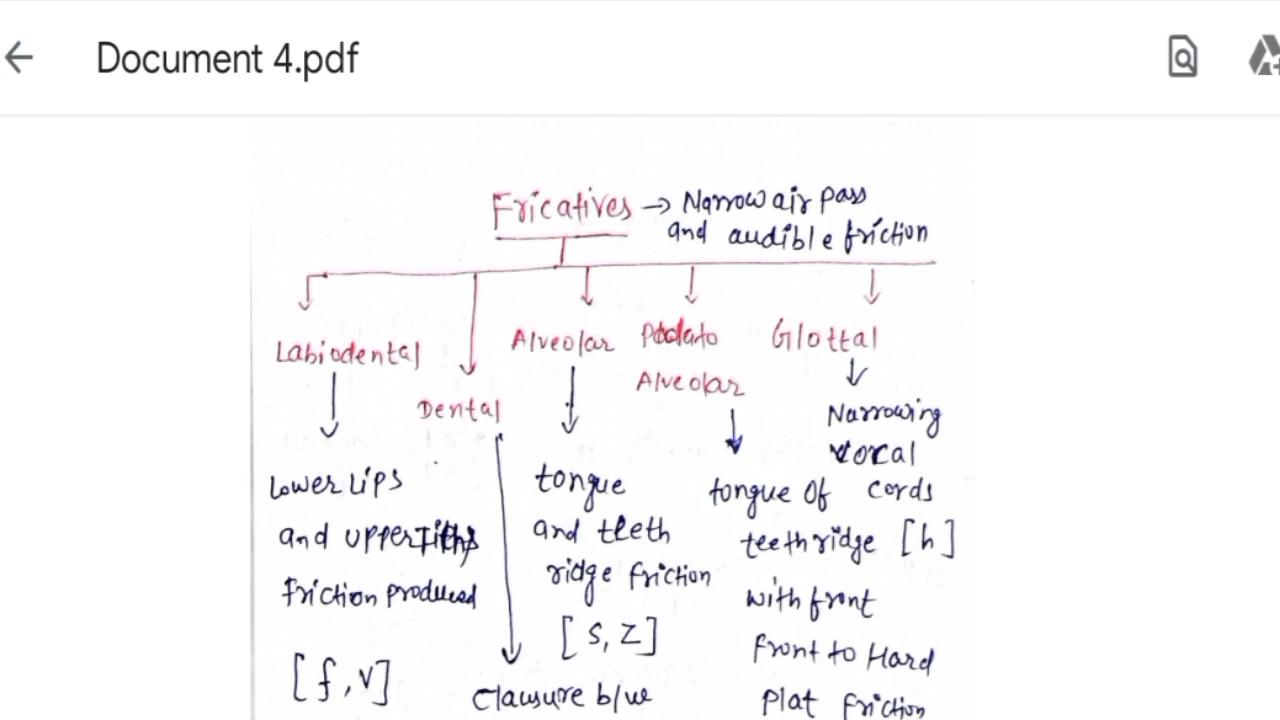 Document 4.pdf
Fricatives → Narrow air pass
and audible friction
Labiodental
Dental
Alveolar
Palato
Alveolar
Glottal
Lower Lips
and upper
friction produced
[f, v]
Clawsure b/w
tongue
and teeth
ridge friction
[s, z]
tongue of
teeth ridge
with front
front to Hard
plat friction
Narrowing
vocal
cords
[h]